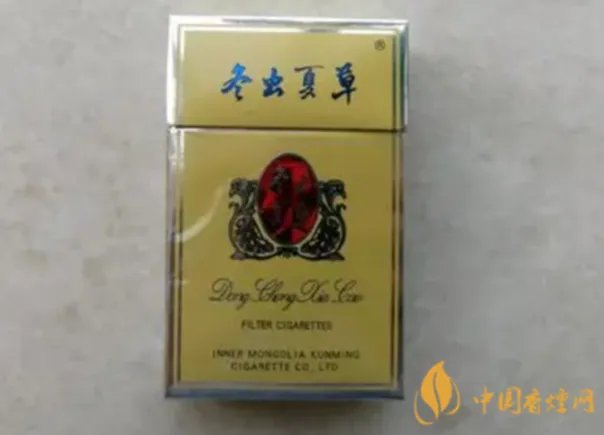 冬虫夏草
®
Dong Chong Xia Cao
FILTER CIGARETTES
INNER MONGOLIA KUNMING
CIGARETTE CO., LTD
中国香烟网